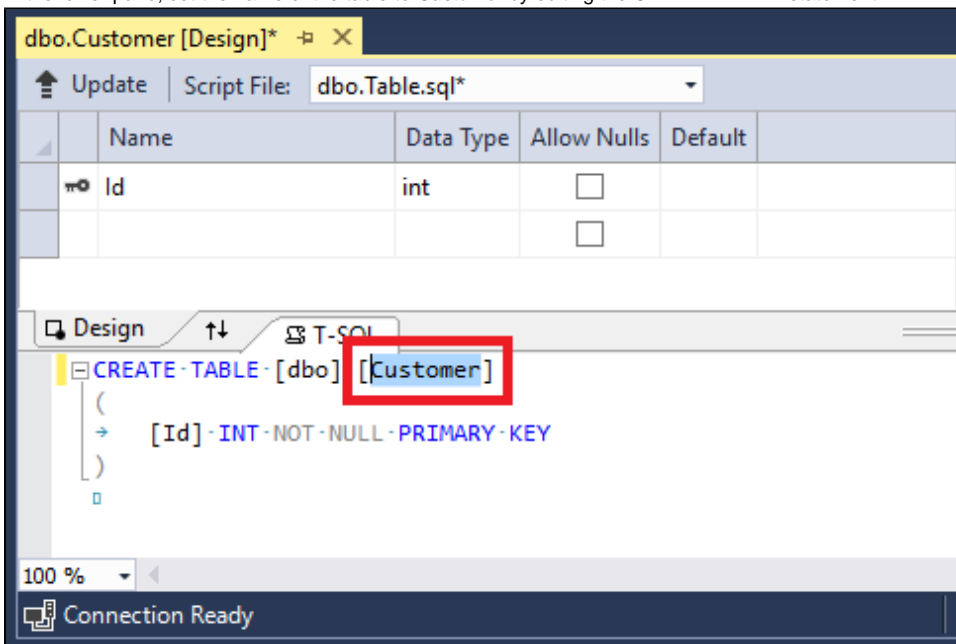 dbo.Customer [Design]*
Update Script File: dbo.Table.sql*
Name Data Type Allow Nulls Default
Id int
Design T-SQL
CREATE TABLE [dbo] [Customer]
(
[Id] INT NOT NULL PRIMARY KEY
)
100 %
Connection Ready